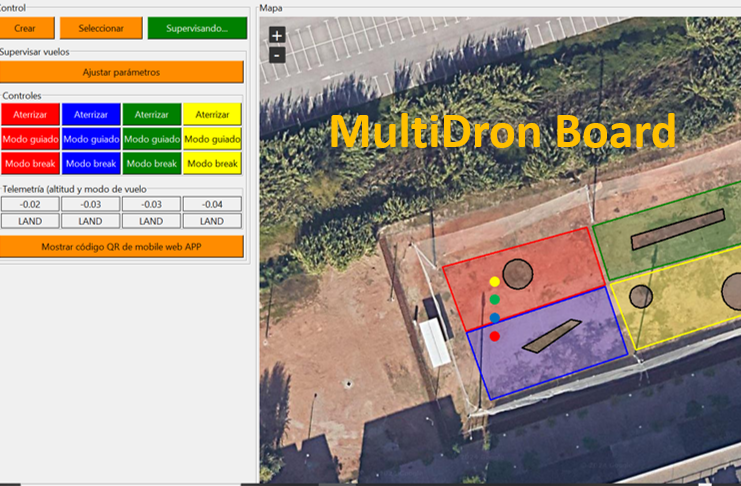 Control
Crear
Seleccionar
Supervisando...
Supervisar vuelos
Ajustar parámetros
Controles
Aterrizar Aterrizar Aterrizar Aterrizar
Modo guiado Modo guiado Modo guiado Modo guiado
Modo break Modo break Modo break Modo break
Telemetría (altitud y modo de vuelo
-0.02 -0.03 -0.03 -0.04
LAND LAND LAND LAND
Mostrar código QR de mobile web APP
Mapa
+
-
MultiDron Board